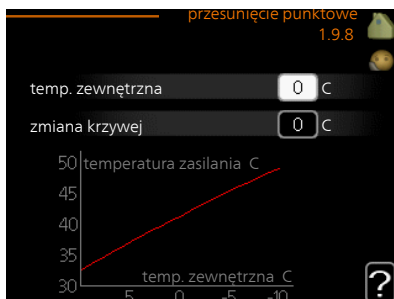 przesunięcie punktowe
1.9.8
temp. zewnętrzna 0 C
zmiana krzywej 0 C
50 temperatura zasilania C
45
40
35
30 temp. zewnętrzna C
5 0 -5 -10
?